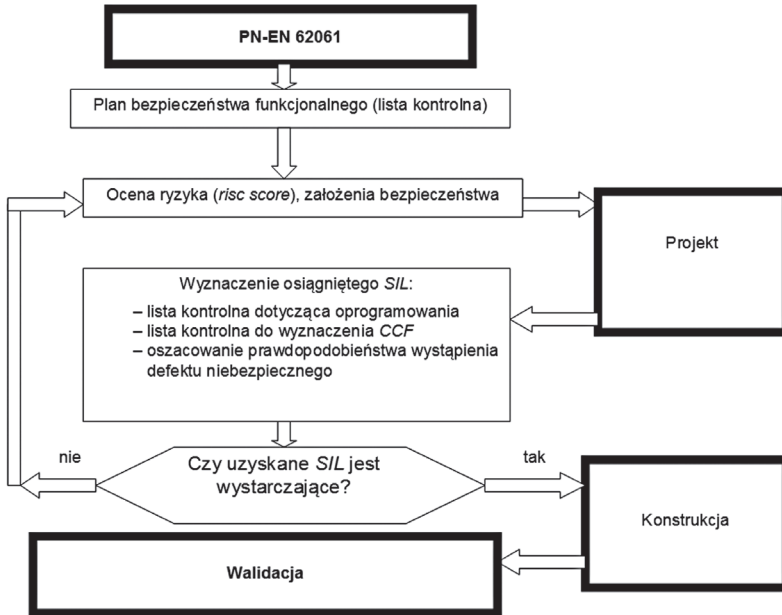 PN-EN 62061
Plan bezpieczeństwa funkcjonalnego (lista kontrolna)
Ocena ryzyka (risc score), założenia bezpieczeństwa
Projekt
Wyznaczenie osiągniętego SIL:
– lista kontrolna dotycząca oprogramowania
– lista kontrolna do wyznaczenia CCF
– oszacowanie prawdopodobieństwa wystąpienia
defektu niebezpiecznego
nie
Czy uzyskane SIL jest
wystarczające?
tak
Konstrukcja
Walidacja